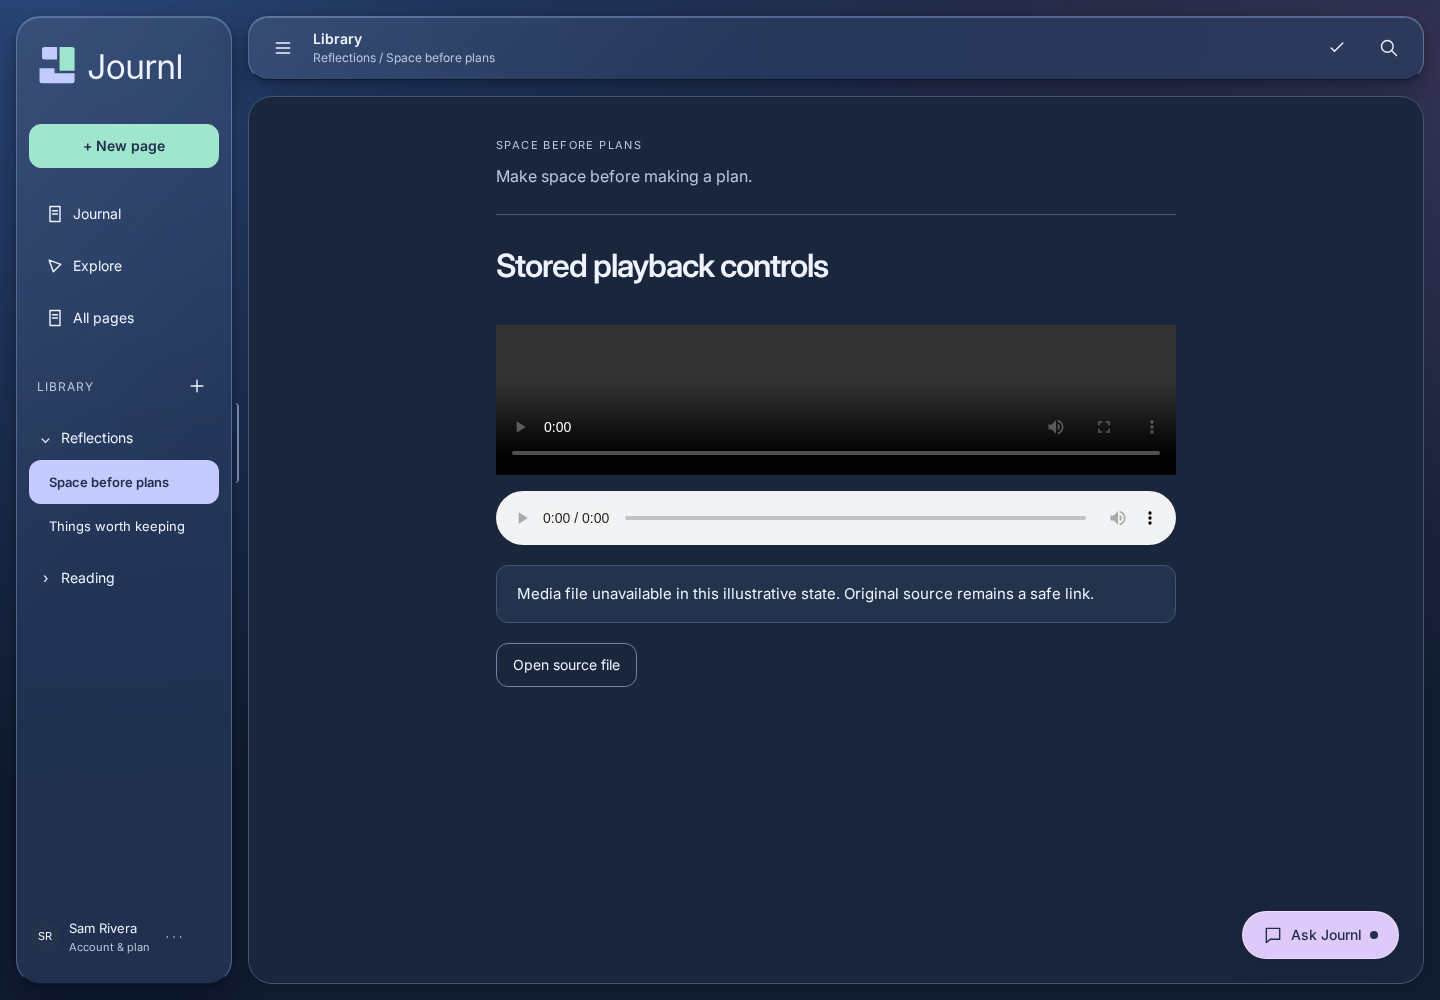 Journl
+ New page
Journal
Explore
All pages
LIBRARY
Reflections
Space before plans
Things worth keeping
Reading
SR
Sam Rivera
Account & plan
Library
Reflections / Space before plans
SPACE BEFORE PLANS
Make space before making a plan.
Stored playback controls
0:00
0:00 / 0:00
Media file unavailable in this illustrative state. Original source remains a safe link.
Open source file
Ask Journl